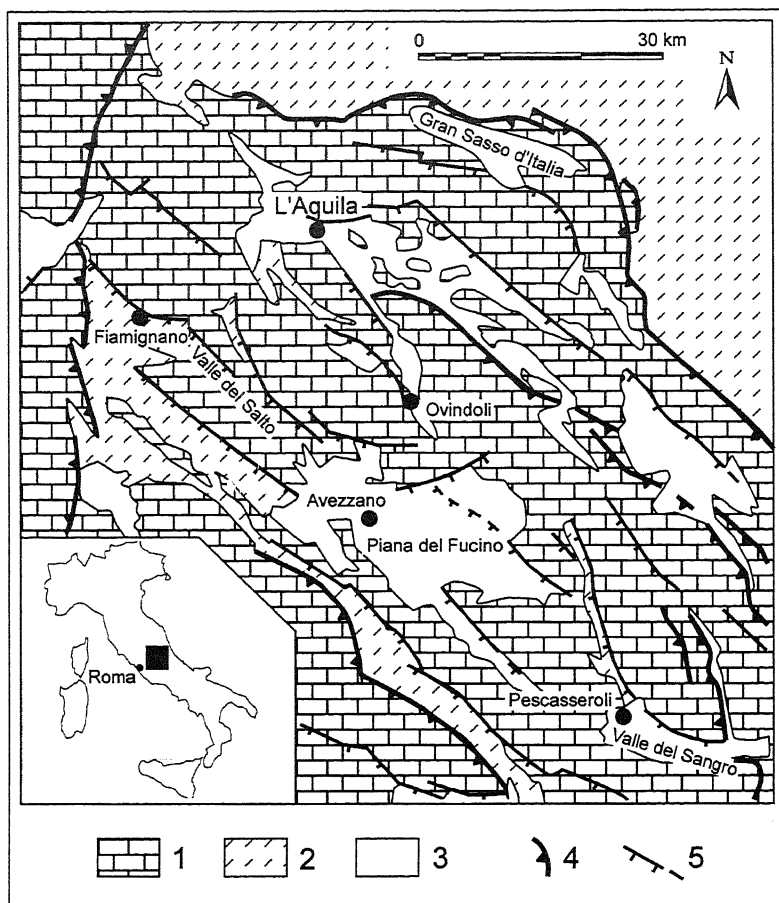 0 30 km
N
Gran Sasso d'Italia
L'Aquila
Fiamignano
Valle del Salto
Ovindoli
Avezzano
Piana del Fucino
Roma
Pescasseroli
Valle del Sangro
1 2 3 4 5